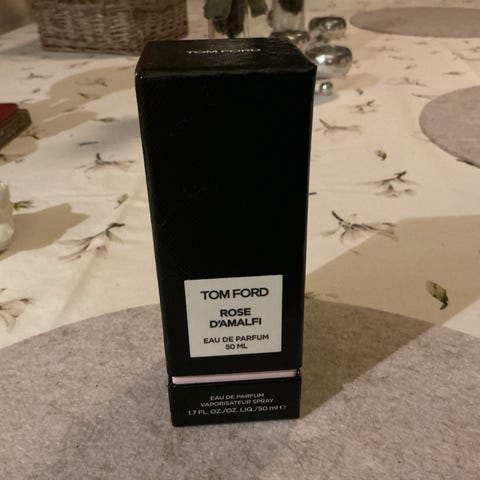 TOM FORD
TOM FORD
ROSE
D'AMALFI
EAU DE PARFUM
50 ML
EAU DE PARFUM
VAPORISATEUR SPRAY
1.7 FL. OZ./OZ. LIQ./50 ml ℮